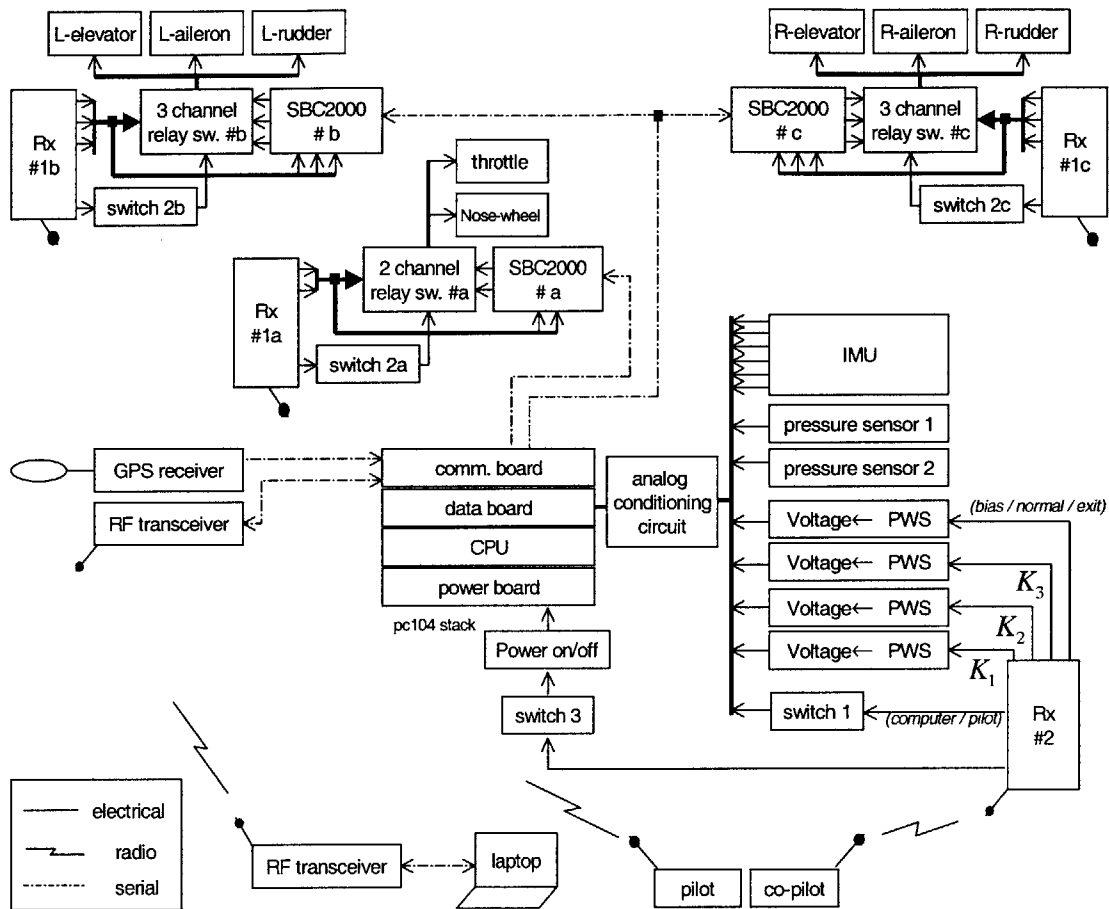 L-elevator
L-aileron
L-rudder
R-elevator
R-aileron
R-rudder
Rx
#1b
3 channel
relay sw. #b
SBC2000
# b
SBC2000
# c
3 channel
relay sw. #c
Rx
#1c
switch 2b
switch 2c
throttle
Nose-wheel
Rx
#1a
2 channel
relay sw. #a
SBC2000
# a
switch 2a
IMU
pressure sensor 1
pressure sensor 2
GPS receiver
RF transceiver
comm. board
data board
CPU
power board
pc104 stack
analog
conditioning
circuit
Voltage← PWS
(bias / normal / exit)
Voltage← PWS
K3
Voltage← PWS
K2
Voltage← PWS
K1
Power on/off
switch 3
switch 1
(computer / pilot)
Rx
#2
electrical
radio
serial
RF transceiver
laptop
pilot
co-pilot